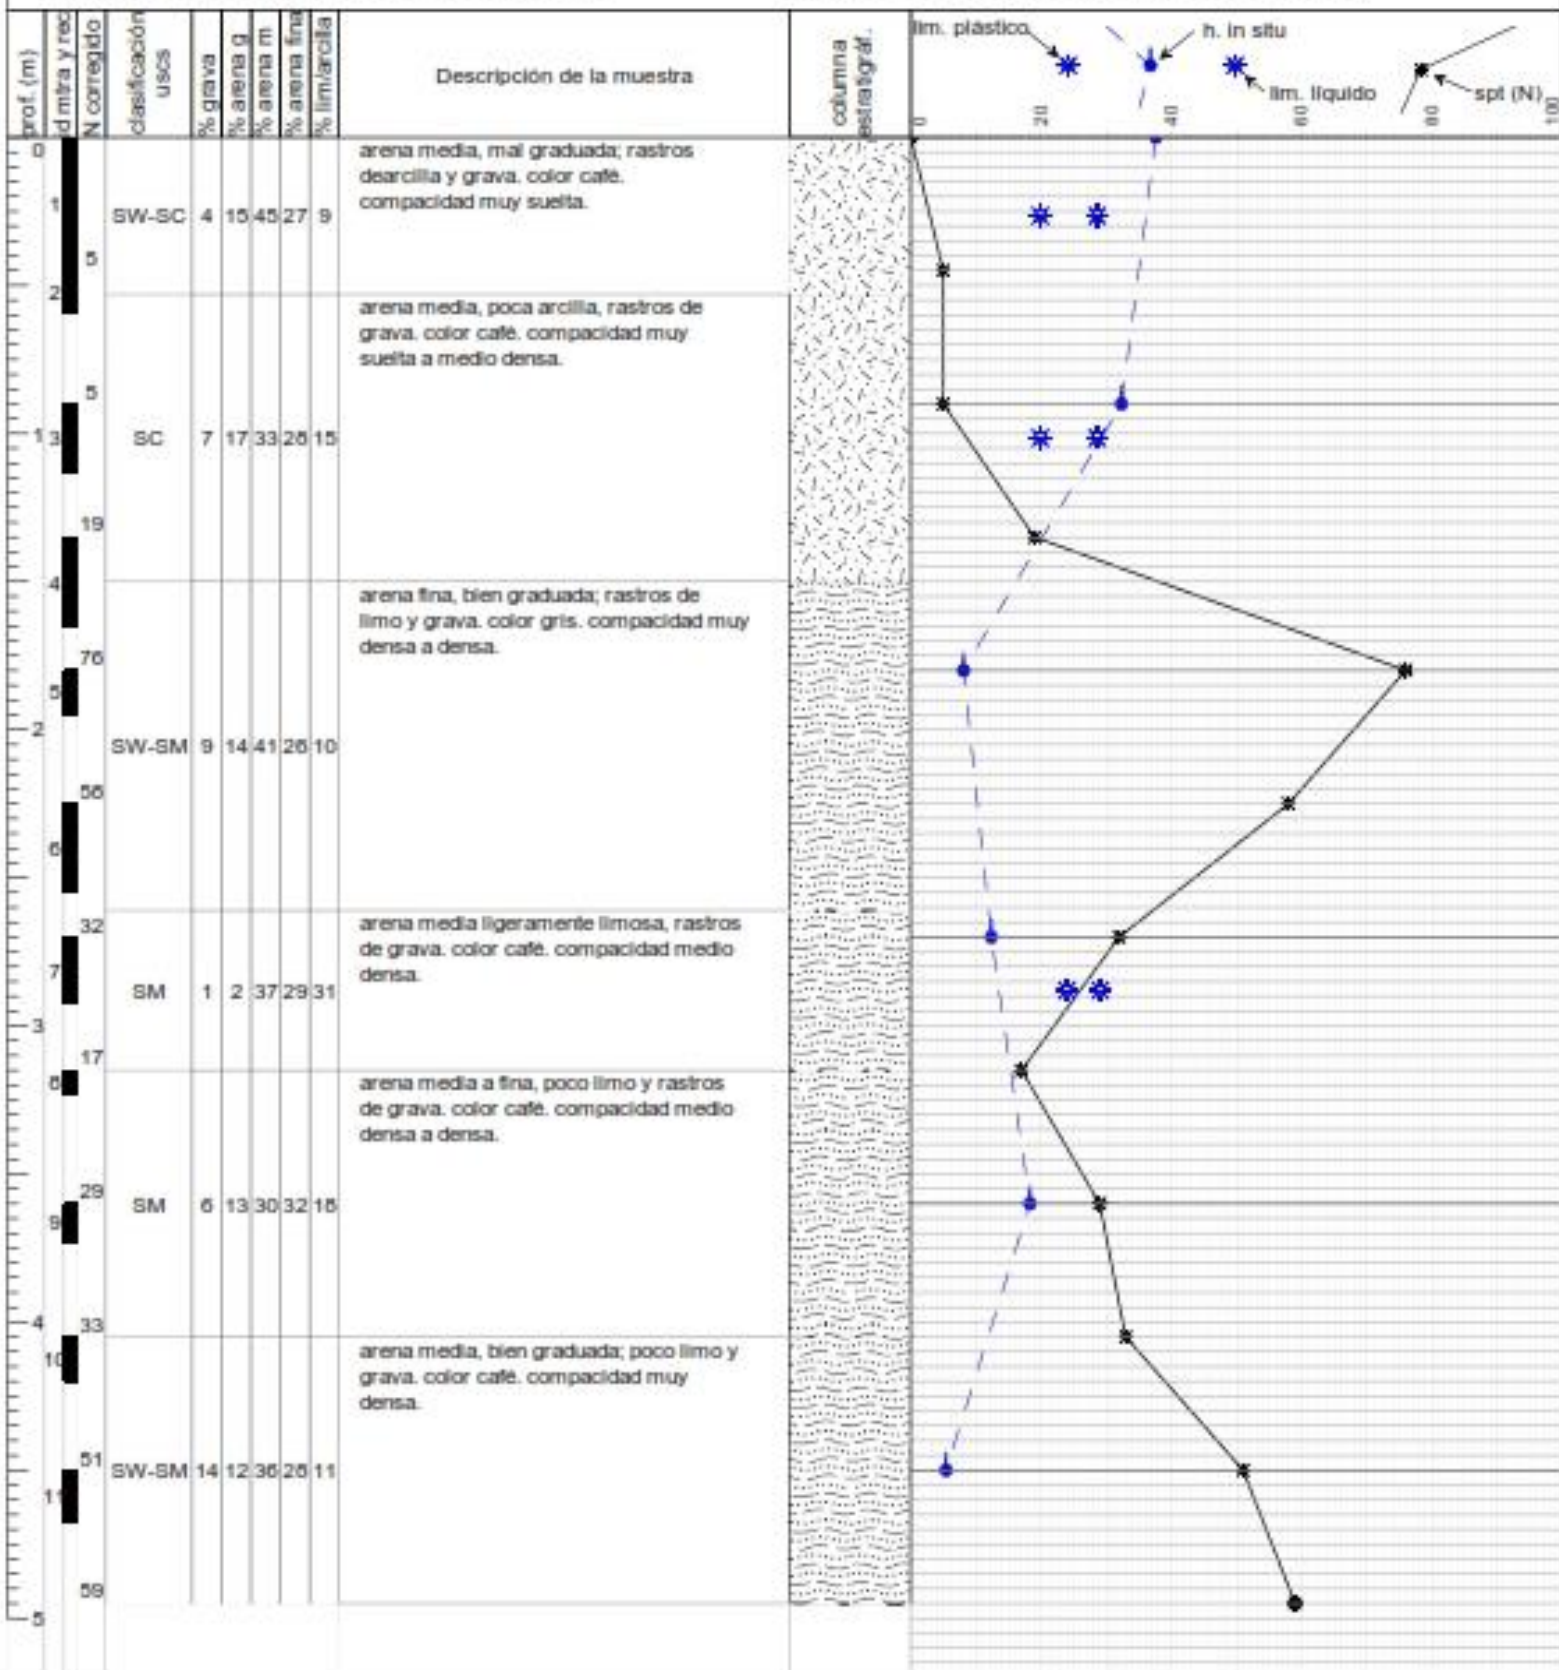 prof. (m)
id mtra y rec
N corregido
clasificación uscs
% grava
% arena g
% arena m
% arena fina
% lim/arcilla
Descripción de la muestra
columna estratigráf.
lim. plástico
h. in situ
lim. líquido
spt (N)
0 20 40 60 80 100
0
arena media, mal graduada; rastros
dearcilla y grava. color café.
compacidad muy suelta.
1
SW-SC 4 15 45 27 9
5
2
arena media, poca arcilla, rastros de
grava. color café. compacidad muy
suelta a medio densa.
5
1 3 SC 7 17 33 28 15
19
4
arena fina, bien graduada; rastros de
limo y grava. color gris. compacidad muy
densa a densa.
76
5
2
SW-SM 9 14 41 26 10
6
32
arena media ligeramente limosa, rastros
de grava. color café. compacidad medio
densa.
7
SM 1 2 37 29 31
3
17
8
arena media a fina, poco limo y rastros
de grava. color café. compacidad medio
densa a densa.
29
9 SM 6 13 30 32 18
4 33
10
arena media, bien graduada; poco limo y
grava. color café. compacidad muy
densa.
51
SW-SM 14 12 36 28 11
11
59
5